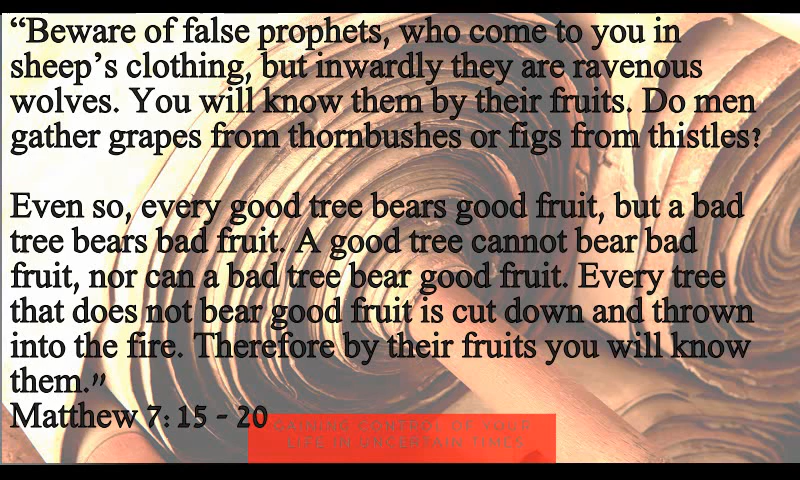 “Beware of false prophets, who come to you in
sheep’s clothing, but inwardly they are ravenous
wolves. You will know them by their fruits. Do men
gather grapes from thornbushes or figs from thistles?
Even so, every good tree bears good fruit, but a bad
tree bears bad fruit. A good tree cannot bear bad
fruit, nor can a bad tree bear good fruit. Every tree
that does not bear good fruit is cut down and thrown
into the fire. Therefore by their fruits you will know
them.”
Matthew 7: 15 - 20
GAINING CONTROL OF YOUR
LIFE IN UNCERTAIN TIMES